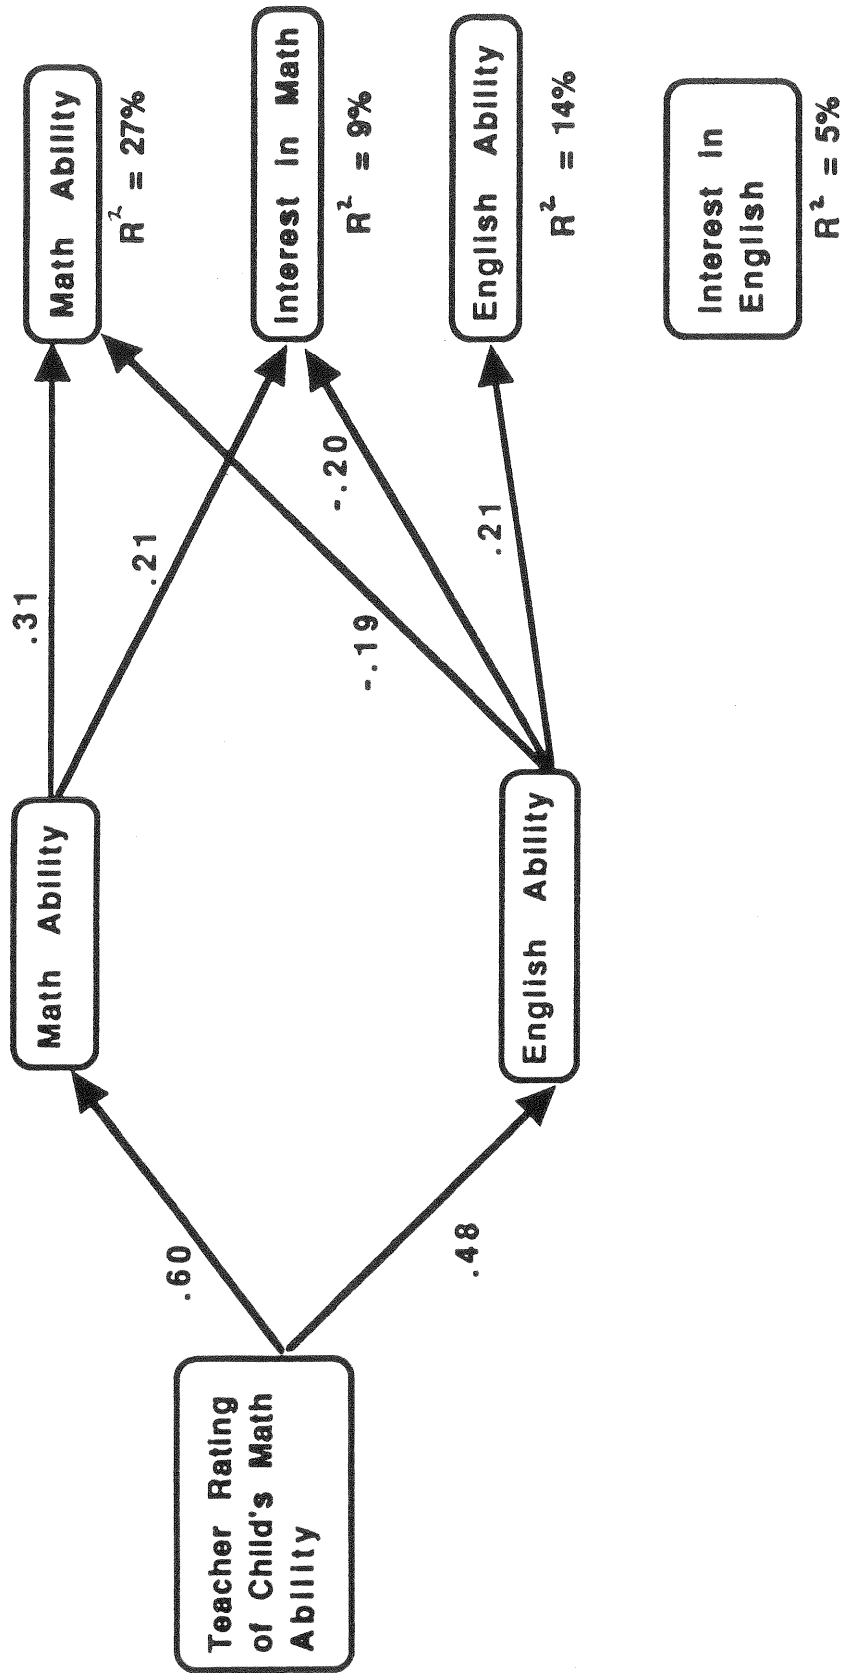 Teacher Rating
of Child's Math
Ability
.60
.48
Math Ability
English Ability
.31
.21
-.19
-.20
.21
Math Ability
R² = 27%
Interest in Math
R² = 9%
English Ability
R² = 14%
Interest in
English
R² = 5%